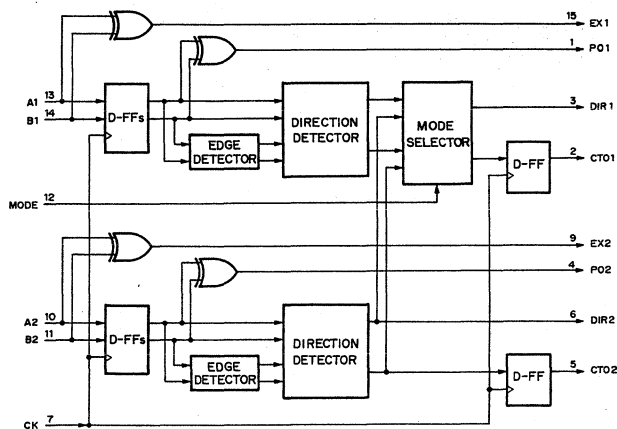 15 EX1
1 PO1
13 A1
14 B1
D-FFs
EDGE DETECTOR
DIRECTION DETECTOR
MODE SELECTOR
3 DIR1
D-FF
2 CTO1
MODE 12
9 EX2
4 PO2
A2 10
B2 11
D-FFs
EDGE DETECTOR
DIRECTION DETECTOR
6 DIR2
D-FF
5 CTO2
CK 7